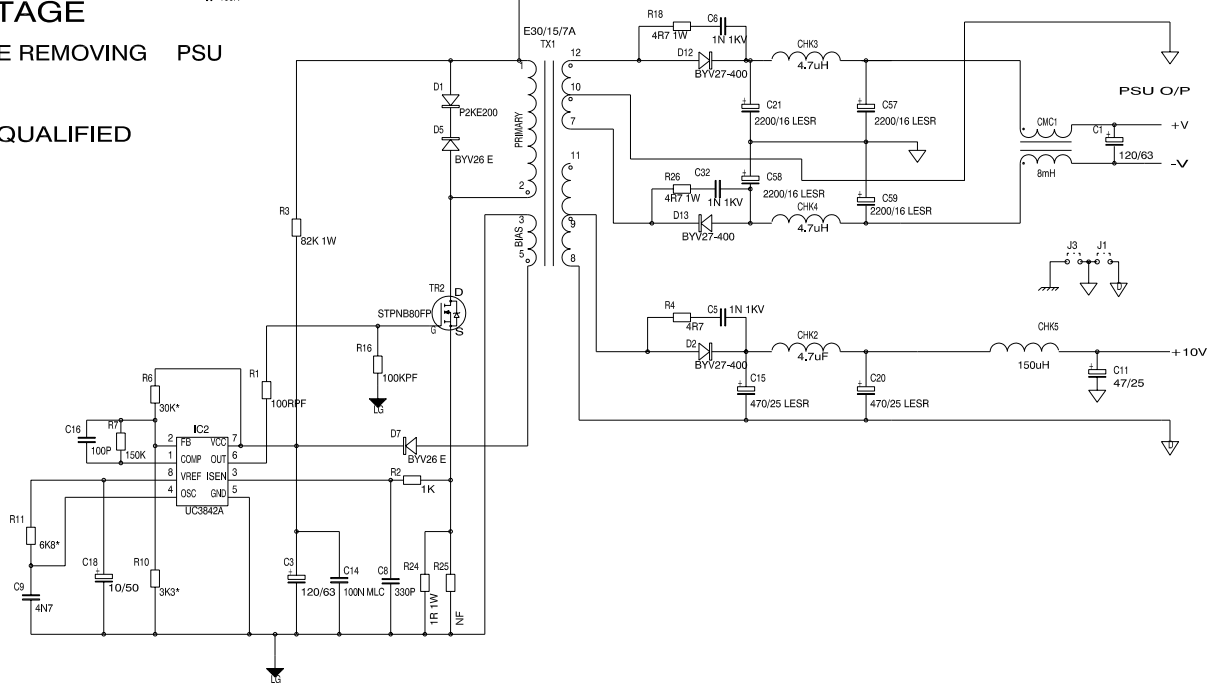 TAGE
E REMOVING PSU
QUALIFIED
E30/15/7A
TX1
R18
4R7 1W
C6
1N 1KV
D12
BYV27-400
CHK3
4.7uH
12
10
7
11
9
8
1
2
3
5
PRIMARY
BIAS
D1
P2KE200
D5
BYV26 E
C21
2200/16 LESR
C57
2200/16 LESR
PSU O/P
CMC1
8mH
C1
120/63
+V
-V
R26
4R7 1W
C32
1N 1KV
C58
2200/16 LESR
C59
2200/16 LESR
D13
BYV27-400
CHK4
4.7uH
R3
82K 1W
J3
J1
TR2
D
STPNB80FP
G
S
R4
4R7
C5
1N 1KV
D2
BYV27-400
CHK2
4.7uF
CHK5
150uH
+10V
C15
470/25 LESR
C20
470/25 LESR
C11
47/25
R16
100KPF
LG
R1
100RPF
R6
30K*
R7
150K
C16
100P
IC2
2 FB VCC 7
1 COMP OUT 6
8 VREF ISEN 3
4 OSC GND 5
UC3842A
D7
BYV26 E
R2
1K
R11
6K8*
C9
4N7
C18
10/50
R10
3K3*
C3
120/63
C14
100N MLC
C8
330P
R24
1R 1W
R25
NF
LG